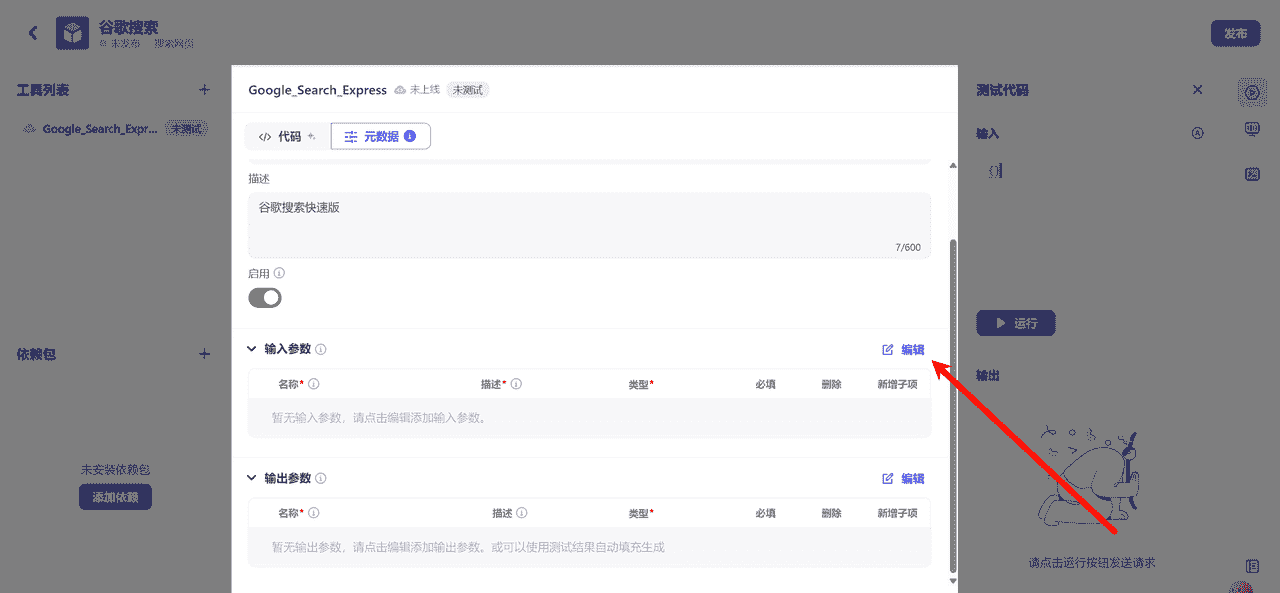 谷歌搜索
未发布 搜索网页
发布
工具列表
Google_Search_Expr... 未测试
依赖包
未安装依赖包
添加依赖
Google_Search_Express 未上线 未测试
代码 元数据
描述
谷歌搜索快速版
7/600
启用
输入参数 编辑
名称* 描述* 类型* 必填 删除 新增子项
暂无输入参数，请点击编辑添加输入参数。
输出参数 编辑
名称* 描述 类型* 必填 删除 新增子项
暂无输出参数，请点击编辑添加输出参数。或可以使用测试结果自动填充生成
测试代码
输入
{}
运行
输出
请点击运行按钮发送请求